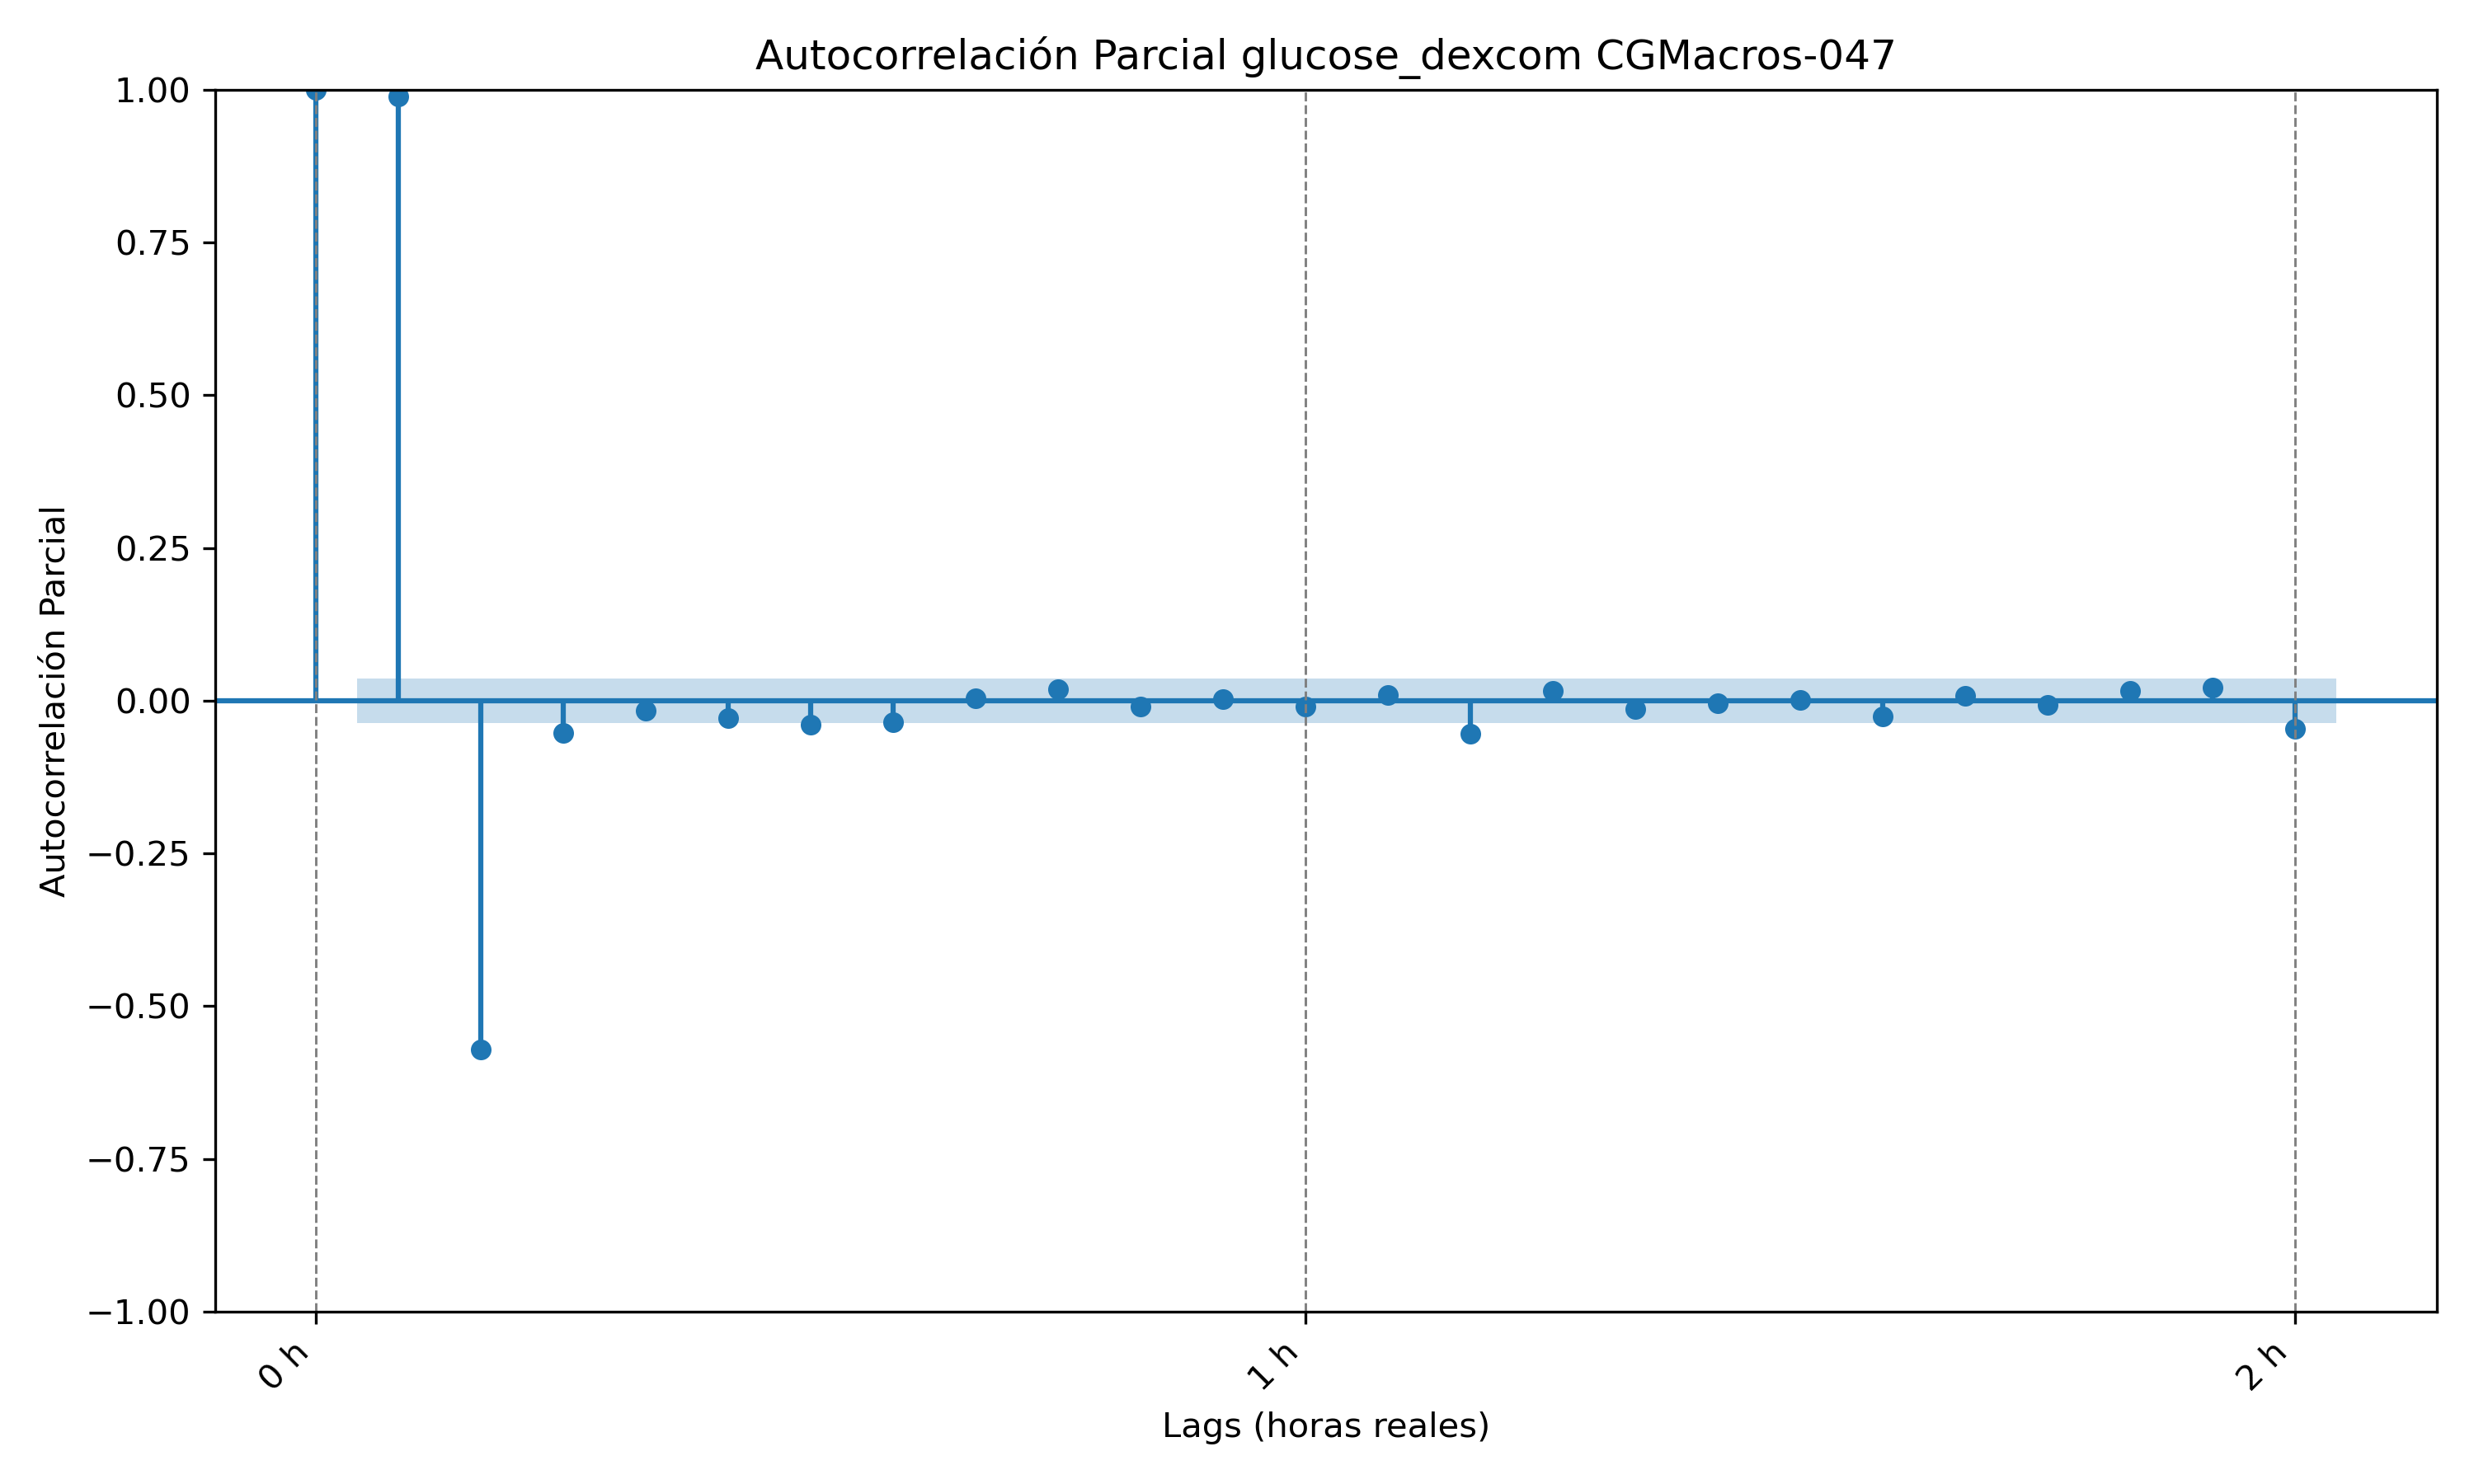 Autocorrelación Parcial glucose_dexcom CGMacros-047
Autocorrelación Parcial
1.00
0.75
0.50
0.25
0.00
−0.25
−0.50
−0.75
−1.00
0 h
1 h
2 h
Lags (horas reales)